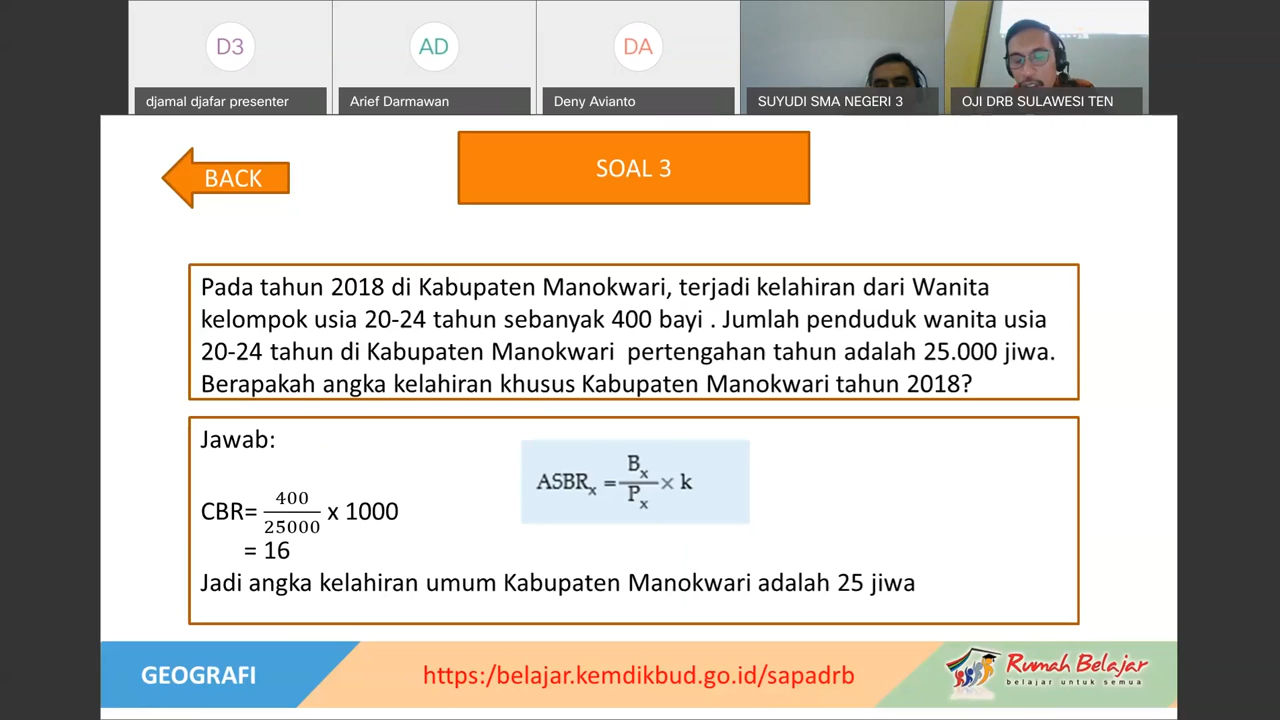 D3
AD
DA
djamal djafar presenter
Arief Darmawan
Deny Avianto
SUYUDI SMA NEGERI 3
OJI DRB SULAWESI TEN
BACK
SOAL 3
Pada tahun 2018 di Kabupaten Manokwari, terjadi kelahiran dari Wanita
kelompok usia 20-24 tahun sebanyak 400 bayi . Jumlah penduduk wanita usia
20-24 tahun di Kabupaten Manokwari pertengahan tahun adalah 25.000 jiwa.
Berapakah angka kelahiran khusus Kabupaten Manokwari tahun 2018?
Jawab:
ASBRx = Bx/Px × k
CBR= 400/25000 x 1000
= 16
Jadi angka kelahiran umum Kabupaten Manokwari adalah 25 jiwa
GEOGRAFI
https:/belajar.kemdikbud.go.id/sapadrb
Rumah Belajar
belajar untuk semua